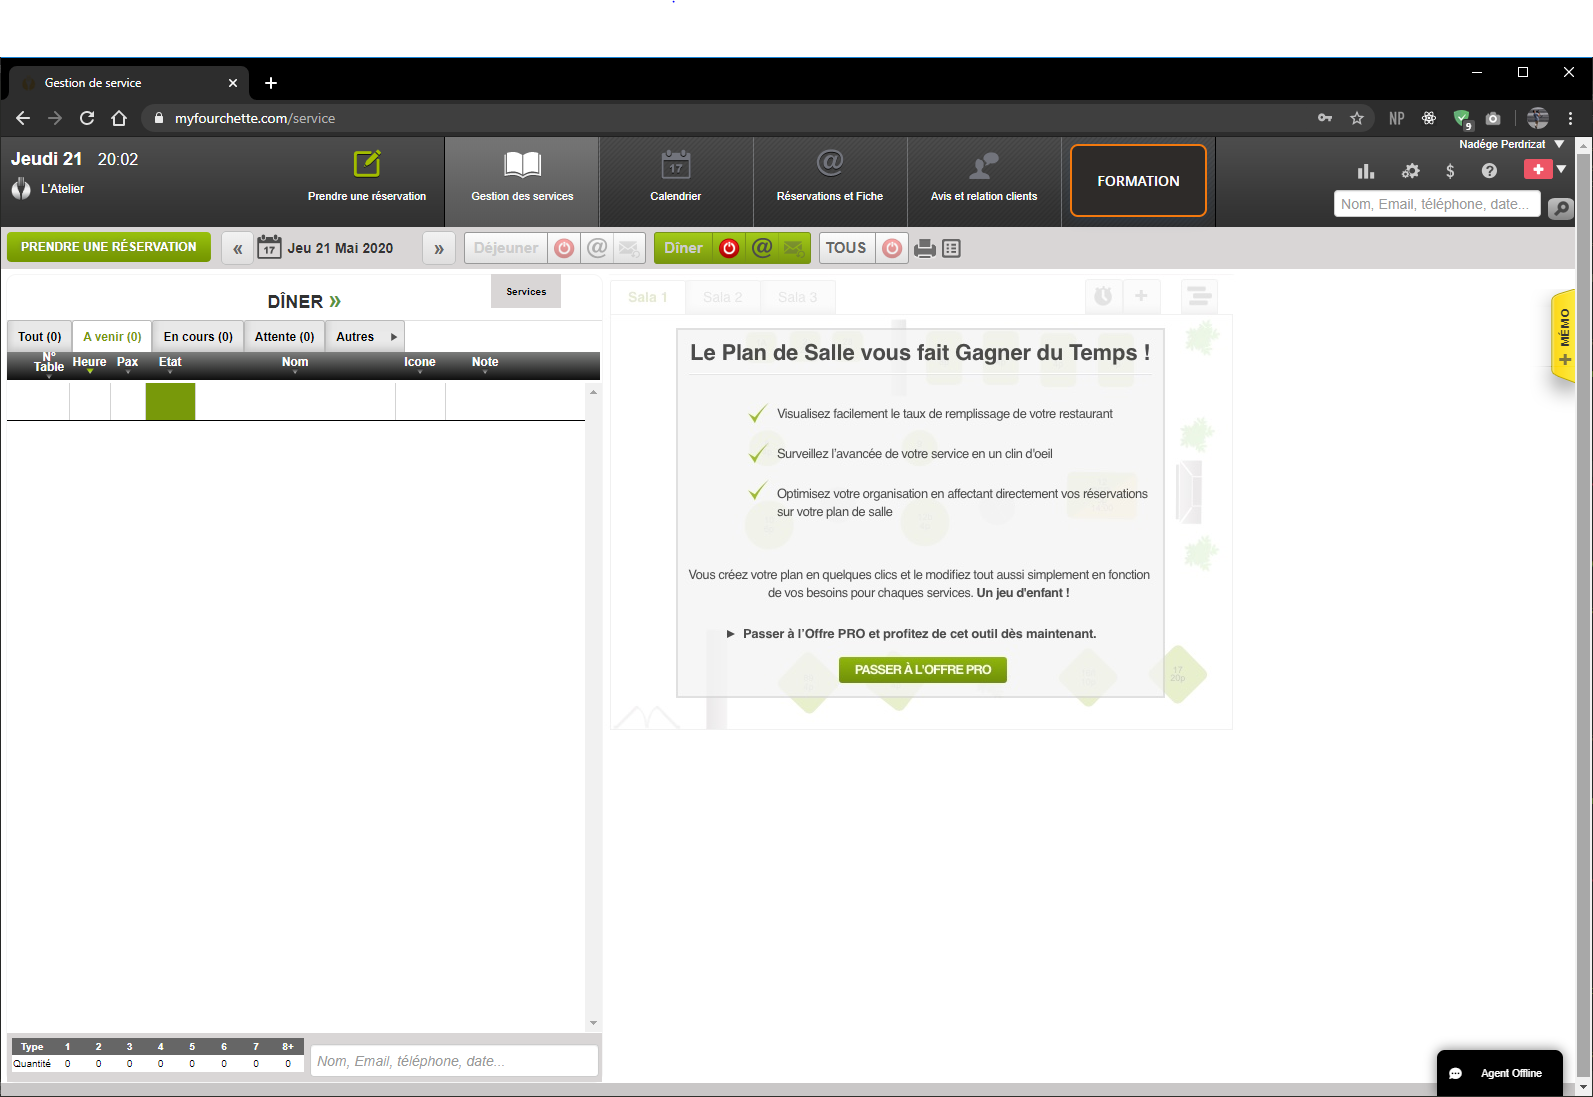 Gestion de service
myfourchette.com/service
NP
9
Jeudi 21 20:02
L'Atelier
Prendre une réservation
Gestion des services
17
Calendrier
Réservations et Fiche
Avis et relation clients
FORMATION
Nadége Perdrizat
Nom, Email, téléphone, date...
PRENDRE UNE RÉSERVATION
«
17
Jeu 21 Mai 2020
»
Déjeuner
Dîner
TOUS
DÎNER »
Services
Tout (0)
A venir (0)
En cours (0)
Attente (0)
Autres
N° Table
Heure
Pax
Etat
Nom
Icone
Note
Sala 1
Sala 2
Sala 3
Le Plan de Salle vous fait Gagner du Temps !
Visualisez facilement le taux de remplissage de votre restaurant
Surveillez l'avancée de votre service en un clin d'oeil
Optimisez votre organisation en affectant directement vos réservations
sur votre plan de salle
Vous créez votre plan en quelques clics et le modifiez tout aussi simplement en fonction
de vos besoins pour chaques services. Un jeu d'enfant !
Passer à l'Offre PRO et profitez de cet outil dès maintenant.
PASSER À L'OFFRE PRO
17
20p
+ MÉMO
Type 1 2 3 4 5 6 7 8+
Quantité 0 0 0 0 0 0 0 0
Nom, Email, téléphone, date...
Agent Offline